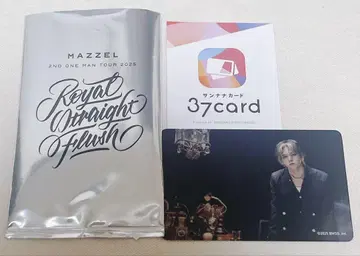 MAZZEL
2ND ONE MAN TOUR 2025
Royal
Straight
Flush
サンナナカード
37card